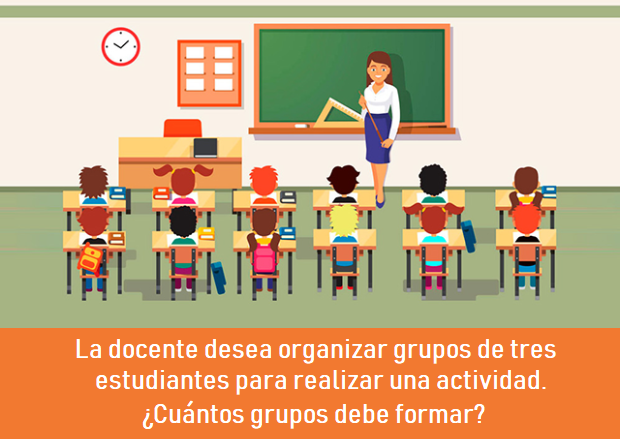 La docente desea organizar grupos de tres
estudiantes para realizar una actividad.
¿Cuántos grupos debe formar?